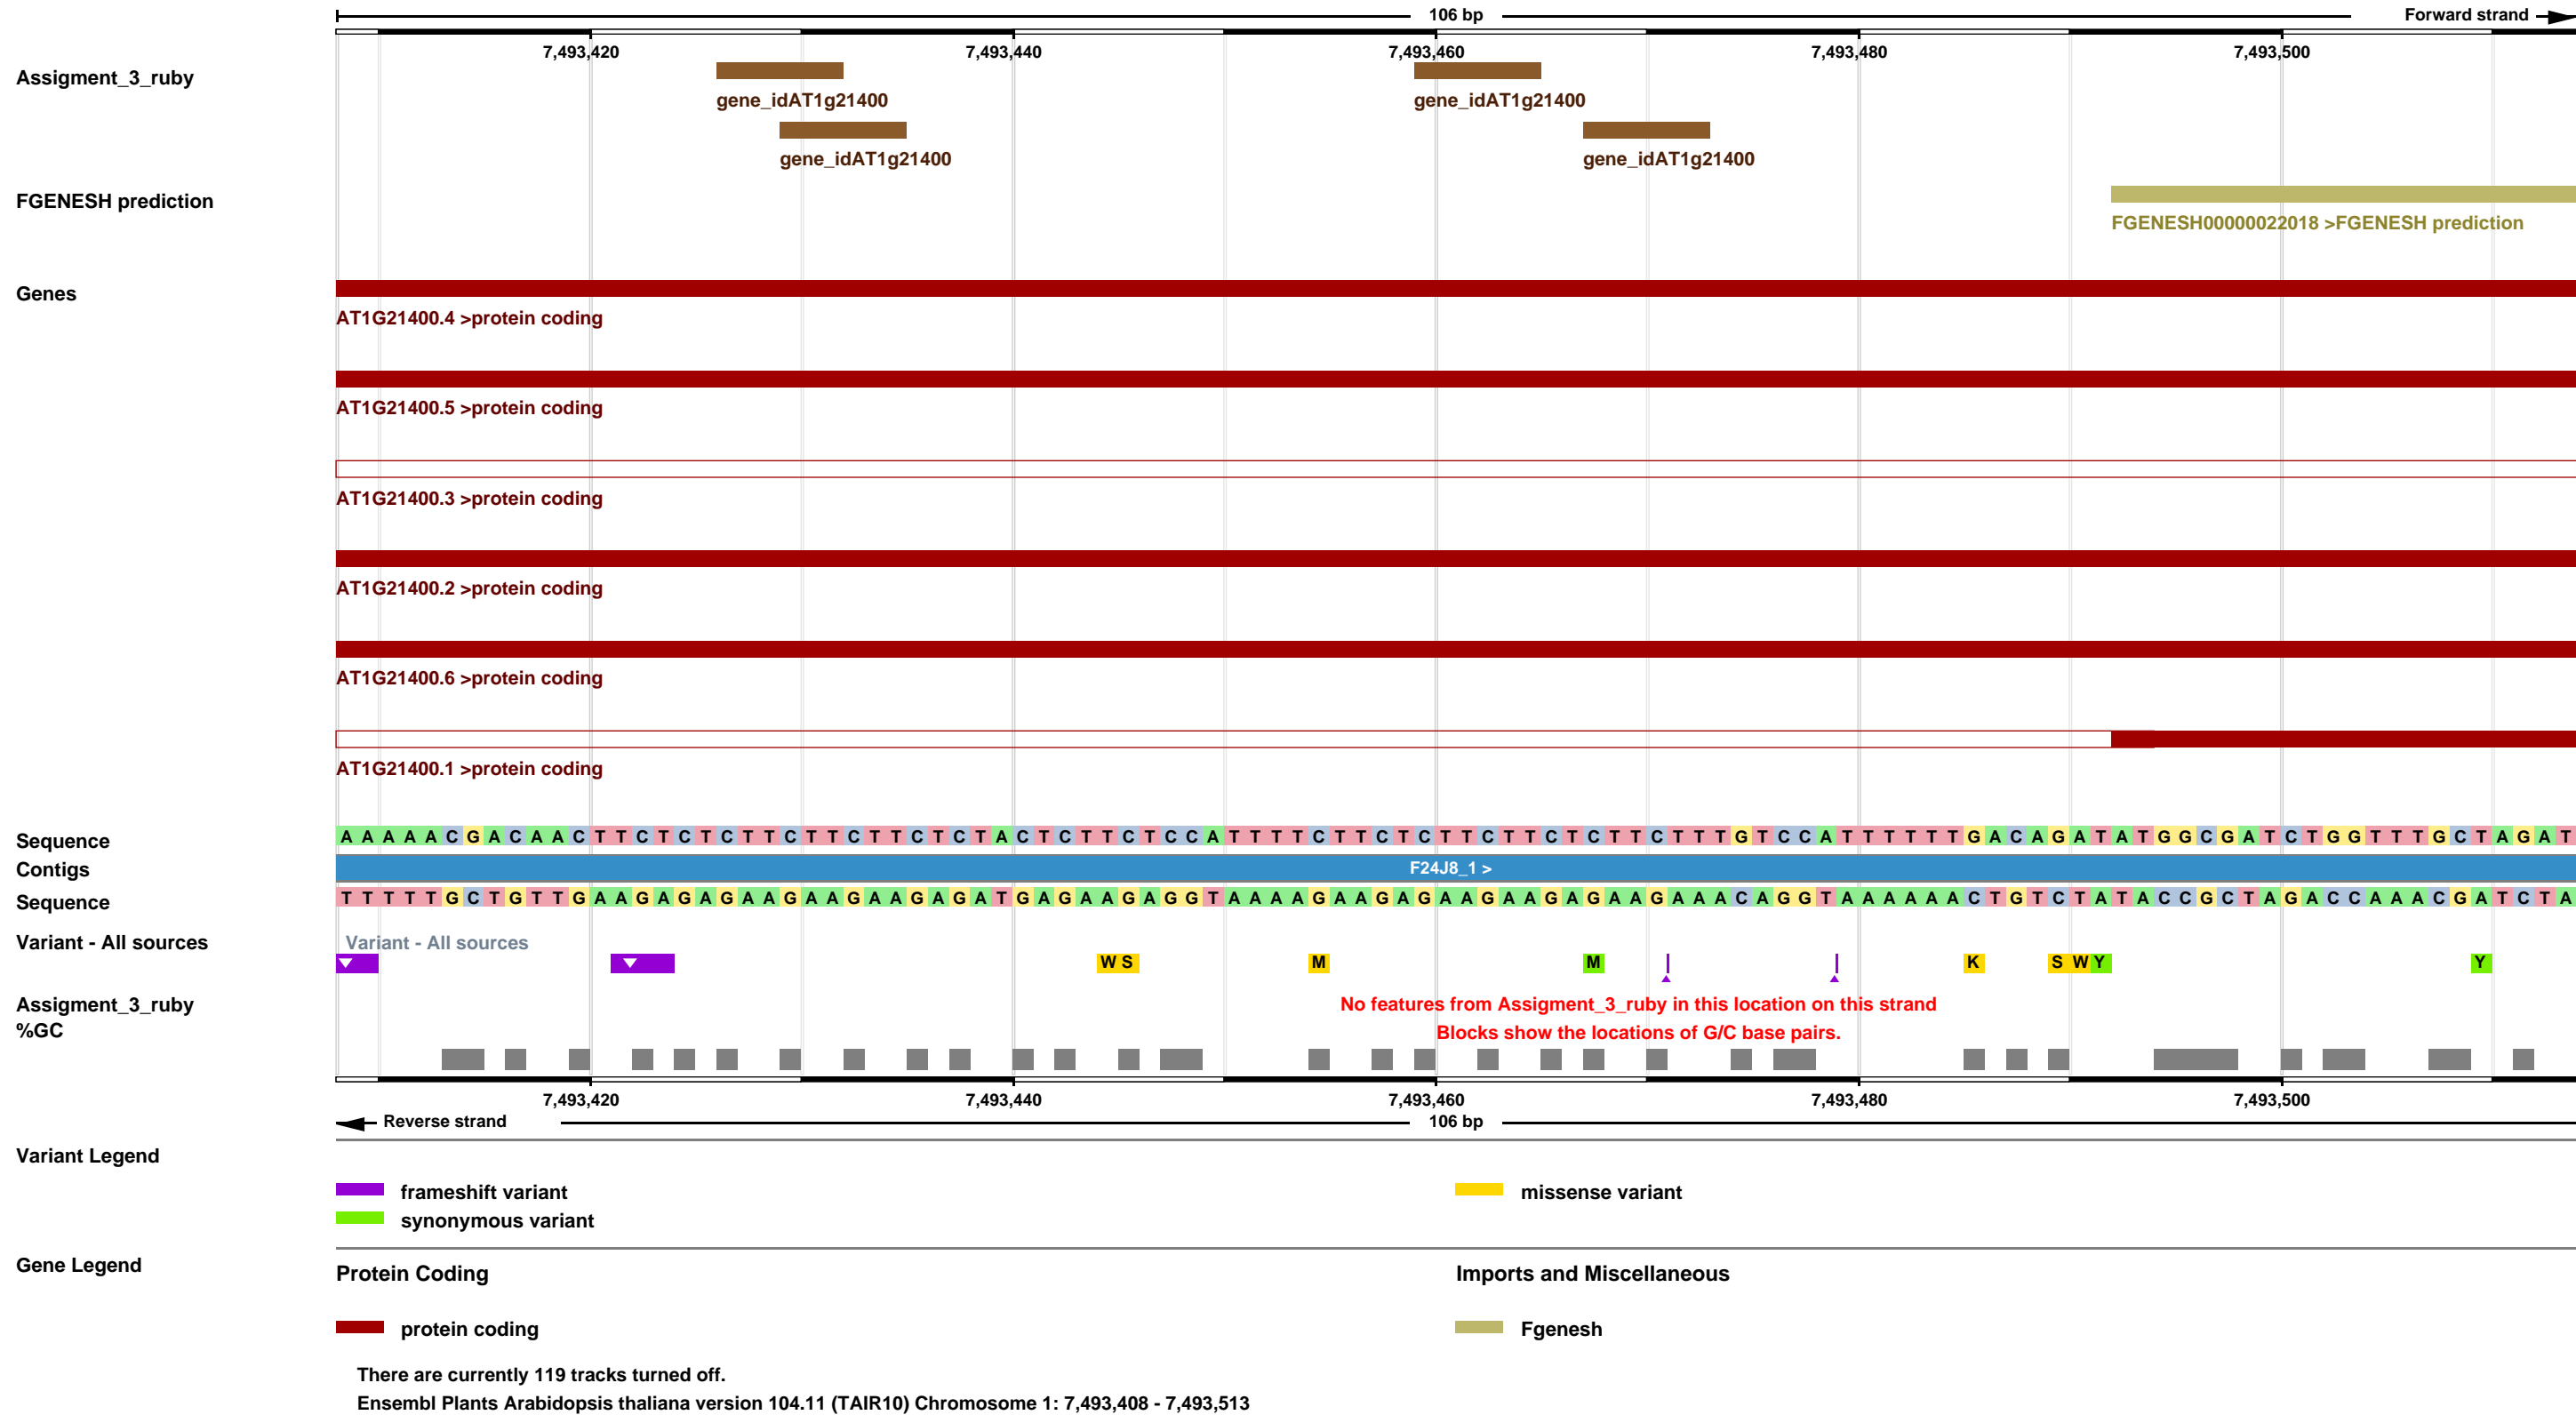 106 bp
Forward strand
7,493,420 7,493,440 7,493,460 7,493,480 7,493,500
Assigment_3_ruby
gene_idAT1g21400 gene_idAT1g21400
gene_idAT1g21400 gene_idAT1g21400
FGENESH prediction
FGENESH00000022018 >FGENESH prediction
Genes
AT1G21400.4 >protein coding
AT1G21400.5 >protein coding
AT1G21400.3 >protein coding
AT1G21400.2 >protein coding
AT1G21400.6 >protein coding
AT1G21400.1 >protein coding
Sequence A A A A A C G A C A A C T T C T C T C T T C T T C T T C T C T A C T C T T C T C C A T T T T C T T C T C T T C T T C T C T T C T T T G T C C A T T T T T T G A C A G A T A T G G C G A T C T G G T T T G C T A G A T
Contigs F24J8_1 >
Sequence T T T T T G C T G T T G A A G A G A G A A G A A G A A G A G A T G A G A A G A G G T A A A A G A A G A G A A G A A G A G A A G A A A C A G G T A A A A A A C T G T C T A T A C C G C T A G A C C A A A C G A T C T A
Variant - All sources Variant - All sources
W S M M K S W Y Y
Assigment_3_ruby No features from Assigment_3_ruby in this location on this strand
%GC Blocks show the locations of G/C base pairs.
7,493,420 7,493,440 7,493,460 7,493,480 7,493,500
Reverse strand 106 bp
Variant Legend
frameshift variant missense variant
synonymous variant
Gene Legend
Protein Coding Imports and Miscellaneous
protein coding Fgenesh
There are currently 119 tracks turned off.
Ensembl Plants Arabidopsis thaliana version 104.11 (TAIR10) Chromosome 1: 7,493,408 - 7,493,513